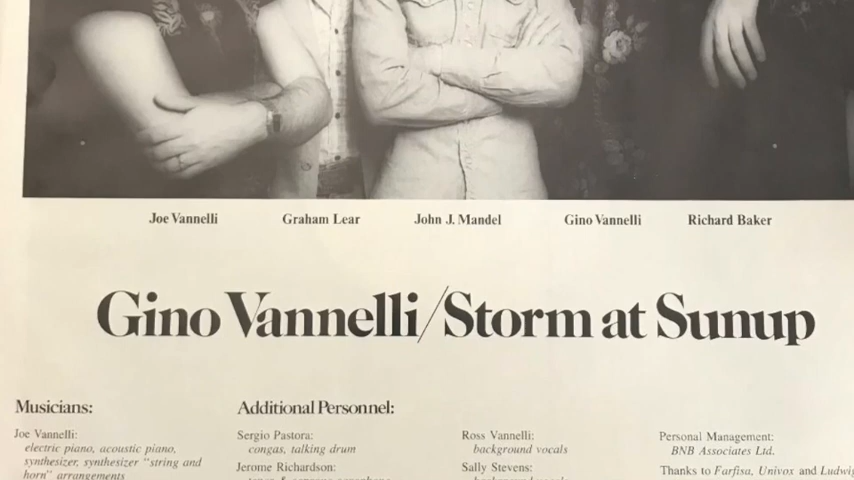 Joe Vannelli Graham Lear John J. Mandel Gino Vannelli Richard Baker
Gino Vannelli/Storm at Sunup
Musicians:
Joe Vannelli:
electric piano, acoustic piano,
synthesizer, synthesizer "string and
horn" arrangements
Additional Personnel:
Sergio Pastora:
congas, talking drum
Jerome Richardson:
Ross Vannelli:
background vocals
Sally Stevens:
background vocals
Personal Management:
BNB Associates Ltd.
Thanks to Farfisa, Univox and Ludwig